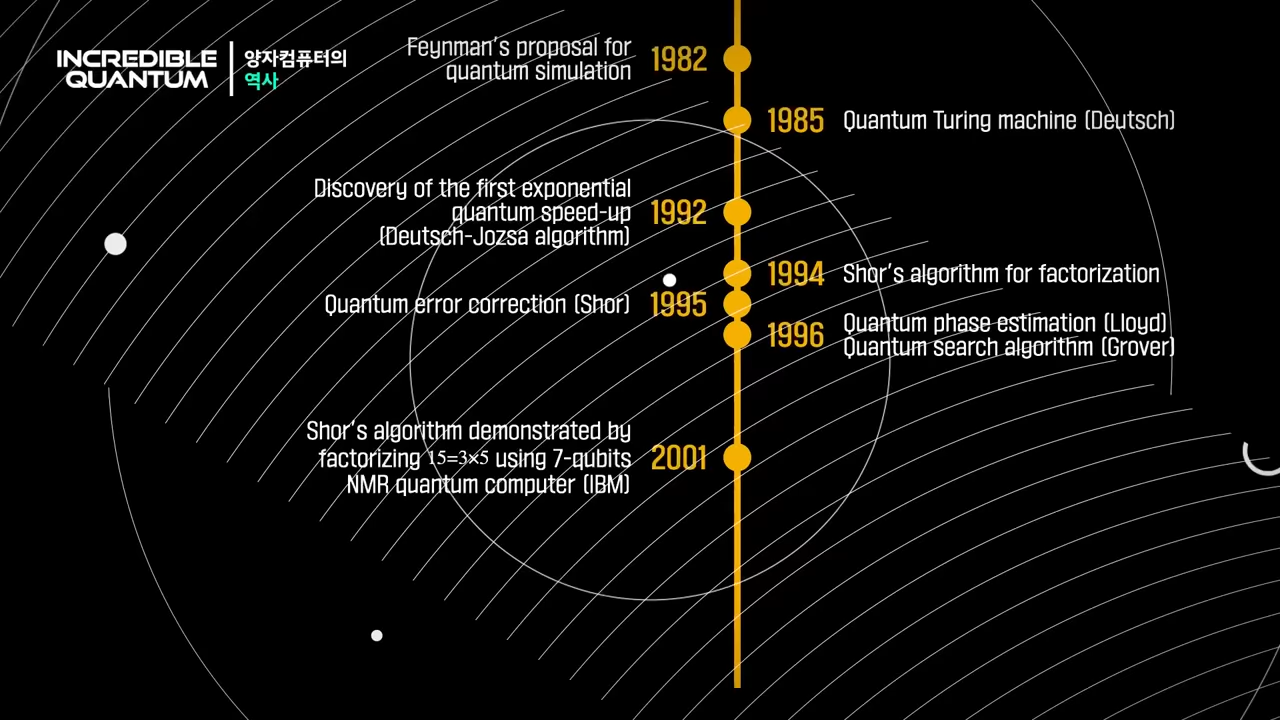 INCREDIBLE
QUANTUM
양자컴퓨터의
역사
Feynman's proposal for
quantum simulation
1982
1985
Quantum Turing machine (Deutsch)
Discovery of the first exponential
quantum speed-up
(Deutsch-Jozsa algorithm)
1992
1994
Shor's algorithm for factorization
Quantum error correction (Shor)
1995
1996
Quantum phase estimation (Lloyd)
Quantum search algorithm (Grover)
Shor's algorithm demonstrated by
factorizing 15=3×5 using 7-qubits
NMR quantum computer (IBM)
2001